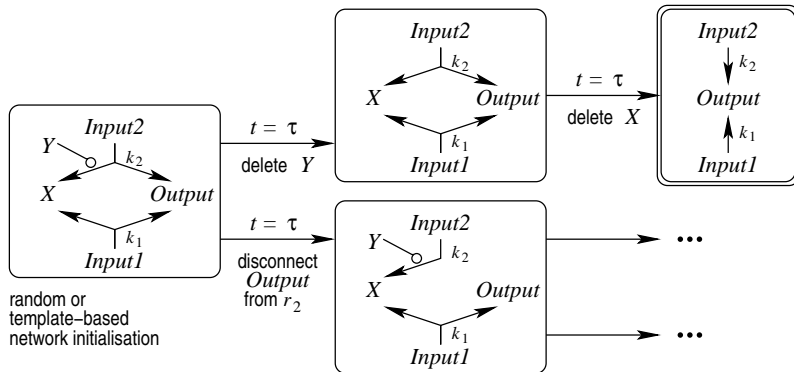 Input2
Y
k2
X
Output
k1
Input1
random or
template–based
network initialisation
t = τ
delete Y
t = τ
disconnect
Output
from r2
Input2
k2
X
Output
k1
Input1
t = τ
delete X
Input2
k2
Output
k1
Input1
Input2
Y
k2
X
Output
k1
Input1
•••
•••